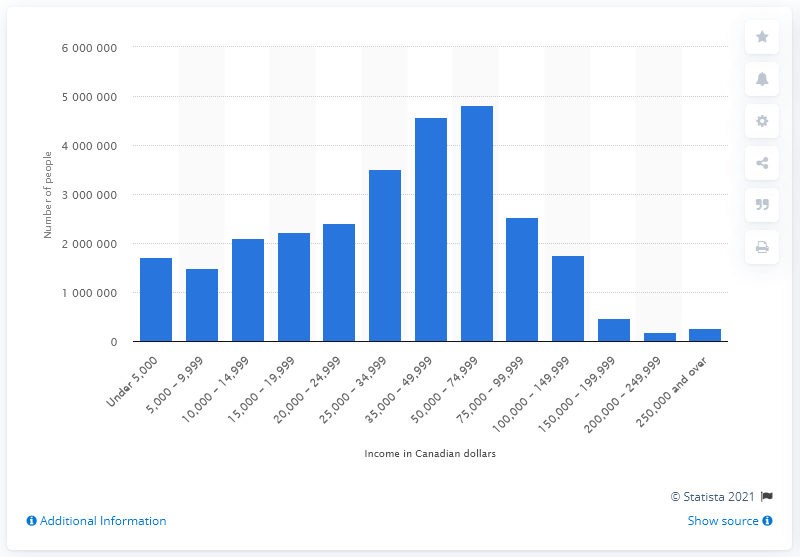 6 000 000
5 000 000
4 000 000
3 000 000
2 000 000
1 000 000
0
Number of people
Under 5,000
5,000 – 9,999
10,000 – 14,999
15,000 – 19,999
20,000 – 24,999
25,000 – 34,999
35,000 – 49,999
50,000 – 74,999
75,000 – 99,999
100,000 – 149,999
150,000 – 199,999
200,000 – 249,999
250,000 and over
Income in Canadian dollars
© Statista 2021
Additional Information
Show source